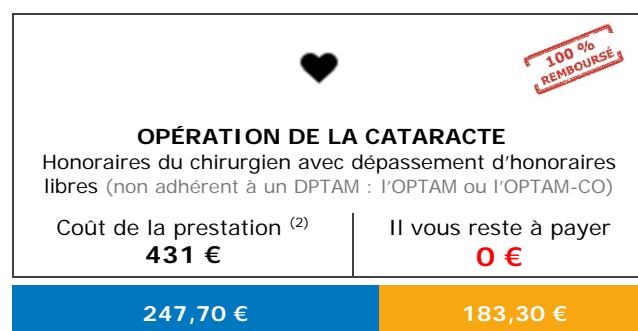 100 %
REMBOURSÉ
OPÉRATION DE LA CATARACTE
Honoraires du chirurgien avec dépassement d’honoraires
libres (non adhérent à un DPTAM : l’OPTAM ou l’OPTAM-CO)
Coût de la prestation (2)
431 €
Il vous reste à payer
0 €
247,70 €
183,30 €